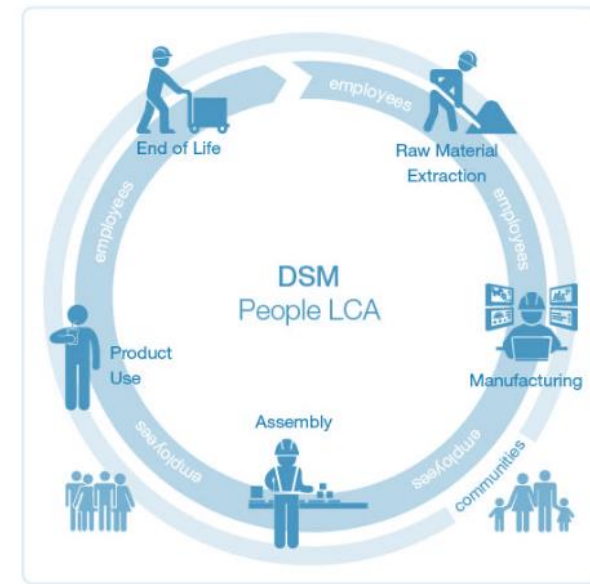 employees
Raw Material
Extraction
employees
Manufacturing
employees
communities
Assembly
employees
Product
Use
employees
End of Life
DSM
People LCA